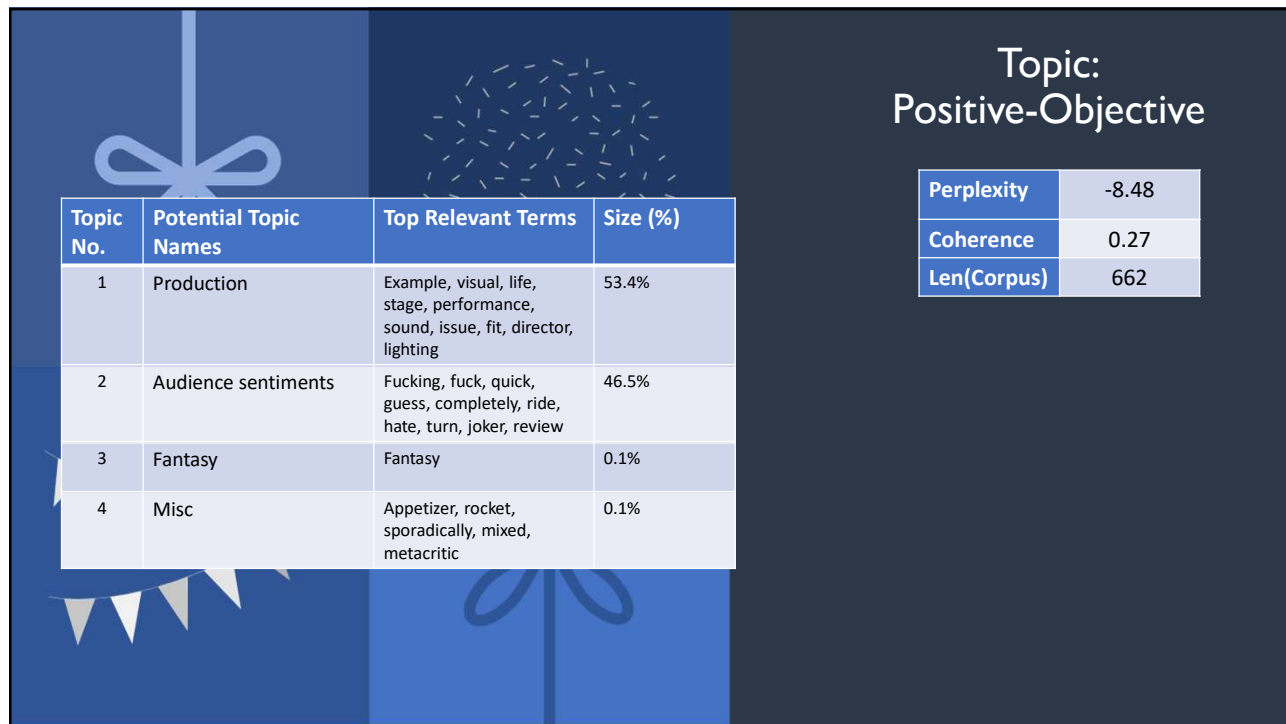 Topic:
Positive-Objective
Perplexity -8.48
Coherence 0.27
Len(Corpus) 662
Topic No. Potential Topic Names Top Relevant Terms Size (%)
1 Production Example, visual, life, stage, performance, sound, issue, fit, director, lighting 53.4%
2 Audience sentiments Fucking, fuck, quick, guess, completely, ride, hate, turn, joker, review 46.5%
3 Fantasy Fantasy 0.1%
4 Misc Appetizer, rocket, sporadically, mixed, metacritic 0.1%